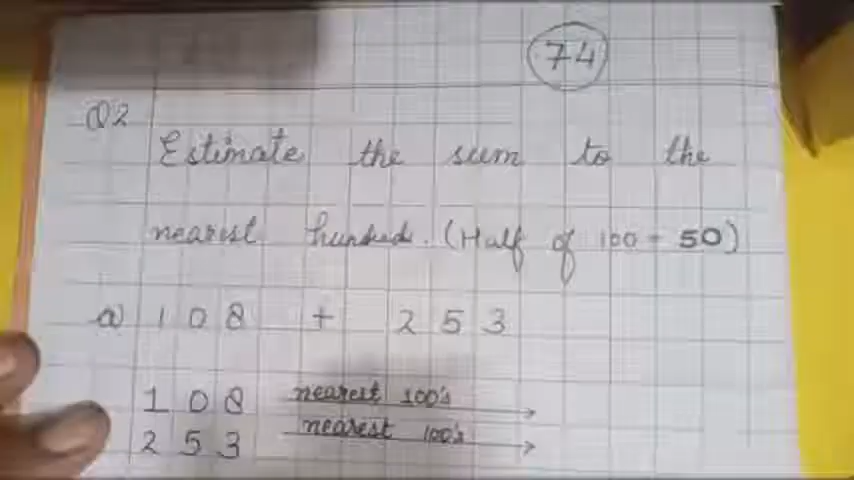 74
Q2
Estimate the sum to the
nearest hundred. (Half of 100 - 50)
a) 108 + 253
108 nearest 100's
253 nearest 100's